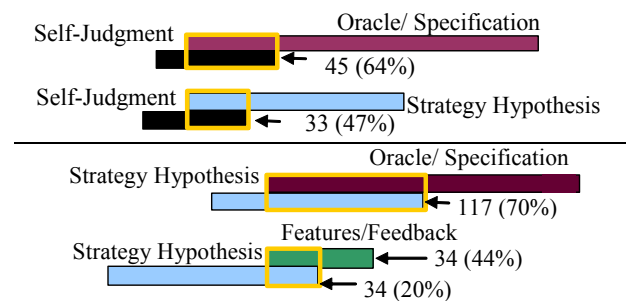 Oracle/ Specification
Self-Judgment
45 (64%)
Self-Judgment
Strategy Hypothesis
33 (47%)
Oracle/ Specification
Strategy Hypothesis
117 (70%)
Features/Feedback
Strategy Hypothesis
34 (44%)
34 (20%)